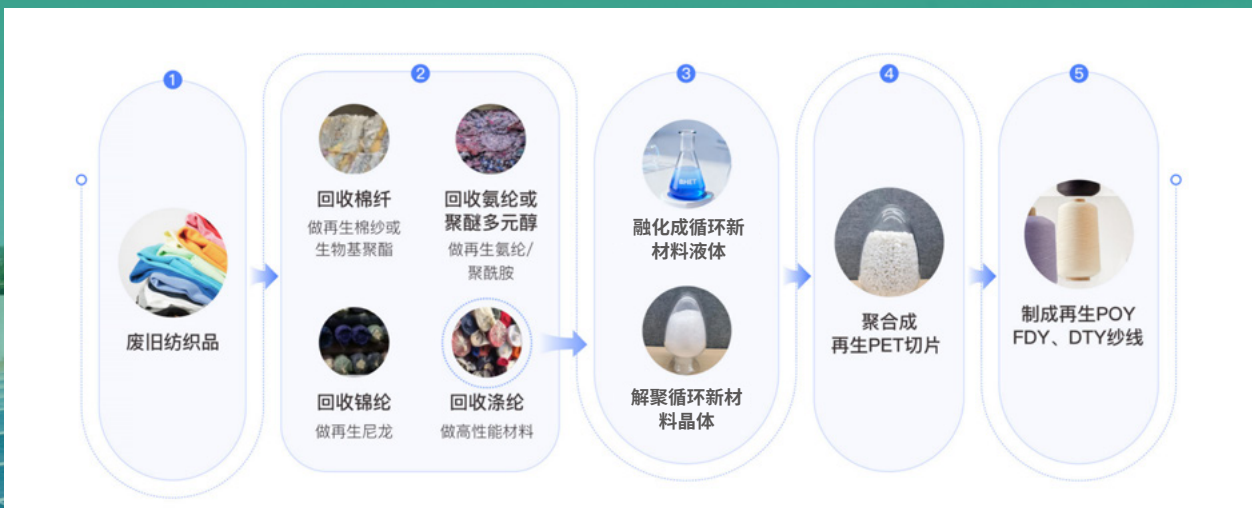 1
废旧纺织品
2
回收棉纤
做再生棉纱或
生物基聚酯
回收氨纶或
聚醚多元醇
做再生氨纶/
聚酰胺
回收锦纶
做再生尼龙
回收涤纶
做高性能材料
3
BHET
融化成循环新
材料液体
解聚循环新材
料晶体
4
聚合成
再生PET切片
5
制成再生POY
FDY、DTY纱线